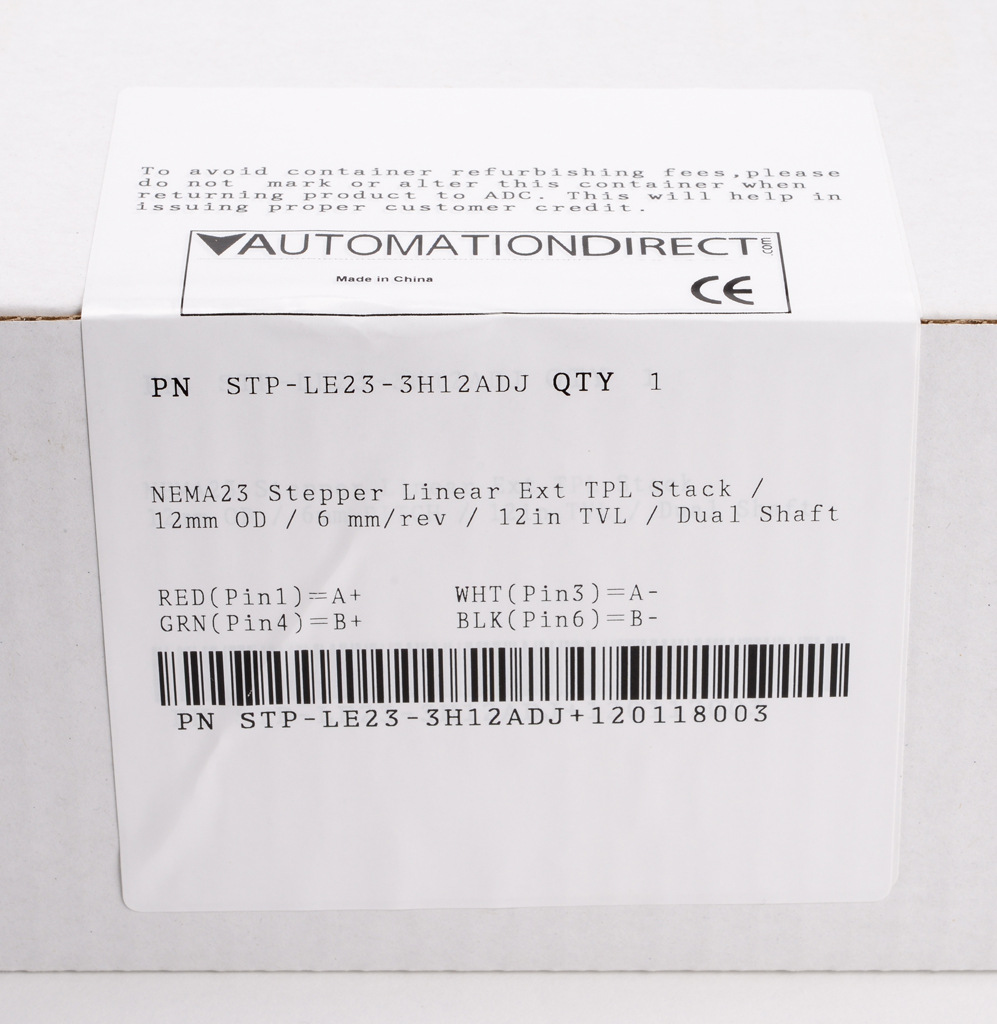 To avoid container refurbishing fees,please
do not mark or alter this container when
returning product to ADC. This will help in
issuing proper customer credit.
AUTOMATIONDIRECT.com
Made in China
CE
PN STP-LE23-3H12ADJ QTY 1
NEMA23 Stepper Linear Ext TPL Stack /
12mm OD / 6 mm/rev / 12in TVL / Dual Shaft
RED(Pin1)=A+ WHT(Pin3)=A-
GRN(Pin4)=B+ BLK(Pin6)=B-
PN STP-LE23-3H12ADJ+120118003